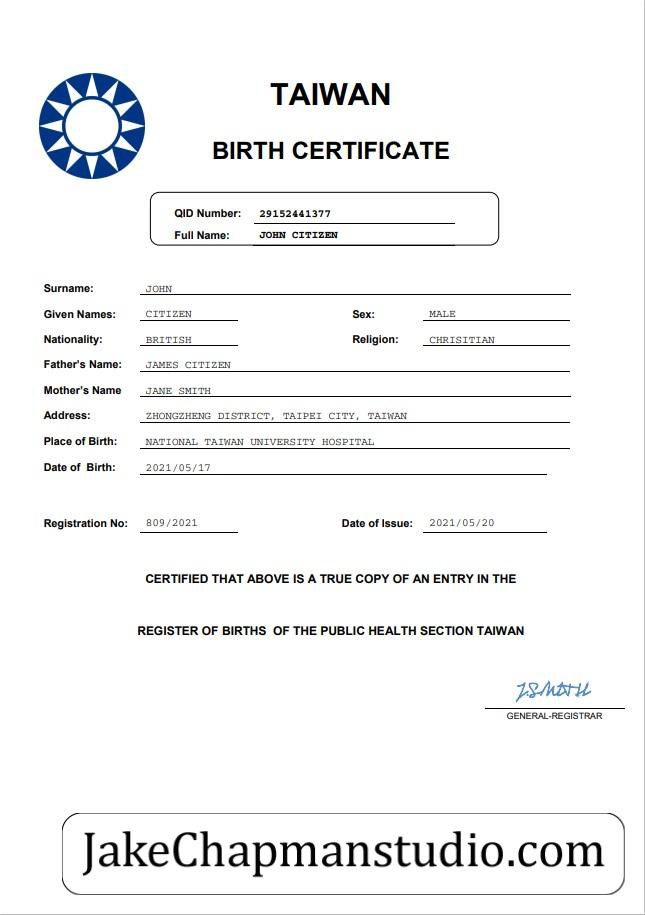 TAIWAN
BIRTH CERTIFICATE
QID Number: 29152441377
Full Name: JOHN CITIZEN
Surname: JOHN
Given Names: CITIZEN Sex: MALE
Nationality: BRITISH Religion: CHRISITIAN
Father's Name: JAMES CITIZEN
Mother's Name JANE SMITH
Address: ZHONGZHENG DISTRICT, TAIPEI CITY, TAIWAN
Place of Birth: NATIONAL TAIWAN UNIVERSITY HOSPITAL
Date of Birth: 2021/05/17
Registration No: 809/2021 Date of Issue: 2021/05/20
CERTIFIED THAT ABOVE IS A TRUE COPY OF AN ENTRY IN THE
REGISTER OF BIRTHS OF THE PUBLIC HEALTH SECTION TAIWAN
J.SMITH
GENERAL-REGISTRAR
JakeChapmanstudio.com